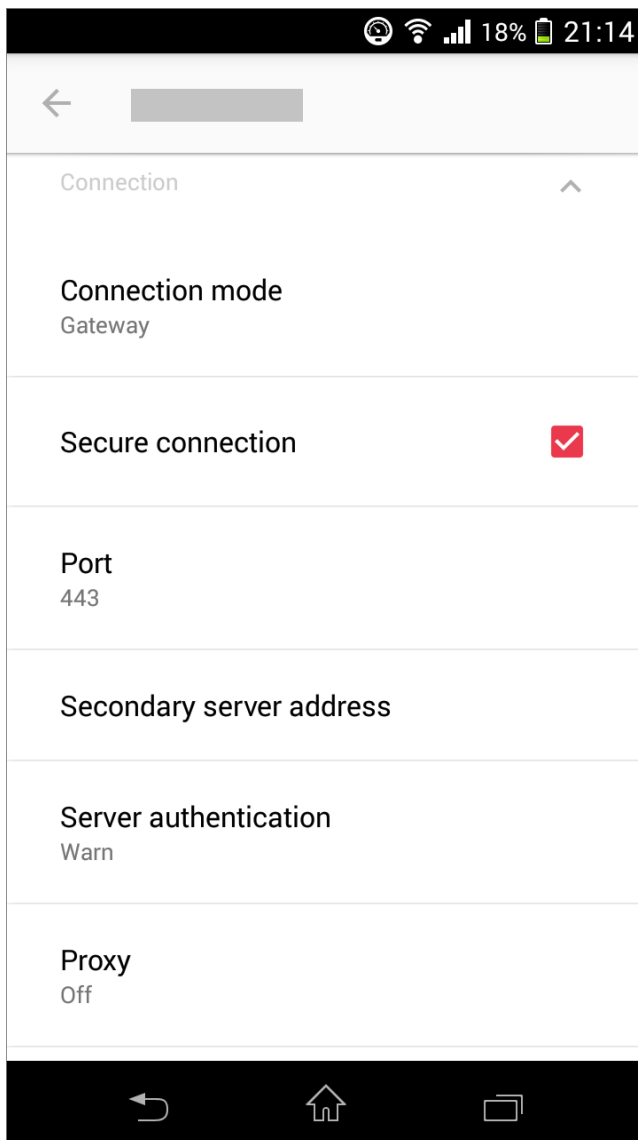 18% 21:14
Connection
Connection mode
Gateway
Secure connection
Port
443
Secondary server address
Server authentication
Warn
Proxy
Off